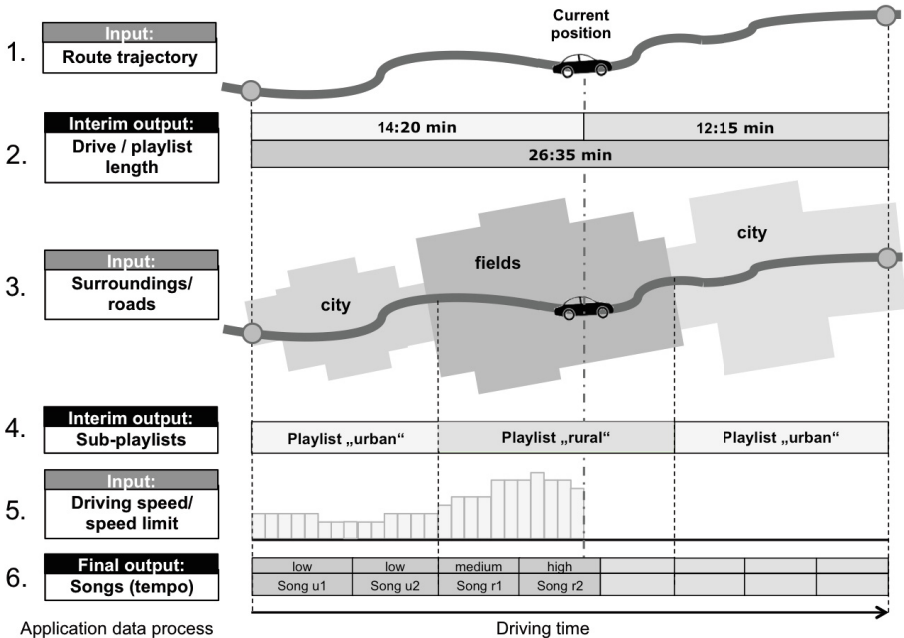 Current
position
1.
Input:
Route trajectory
2.
Interim output:
Drive / playlist
length
14:20 min
12:15 min
26:35 min
3.
Input:
Surroundings/
roads
city
fields
city
4.
Interim output:
Sub-playlists
Playlist „urban“
Playlist „rural“
Playlist „urban“
5.
Input:
Driving speed/
speed limit
6.
Final output:
Songs (tempo)
low
low
medium
high
Song u1
Song u2
Song r1
Song r2
Application data process
Driving time